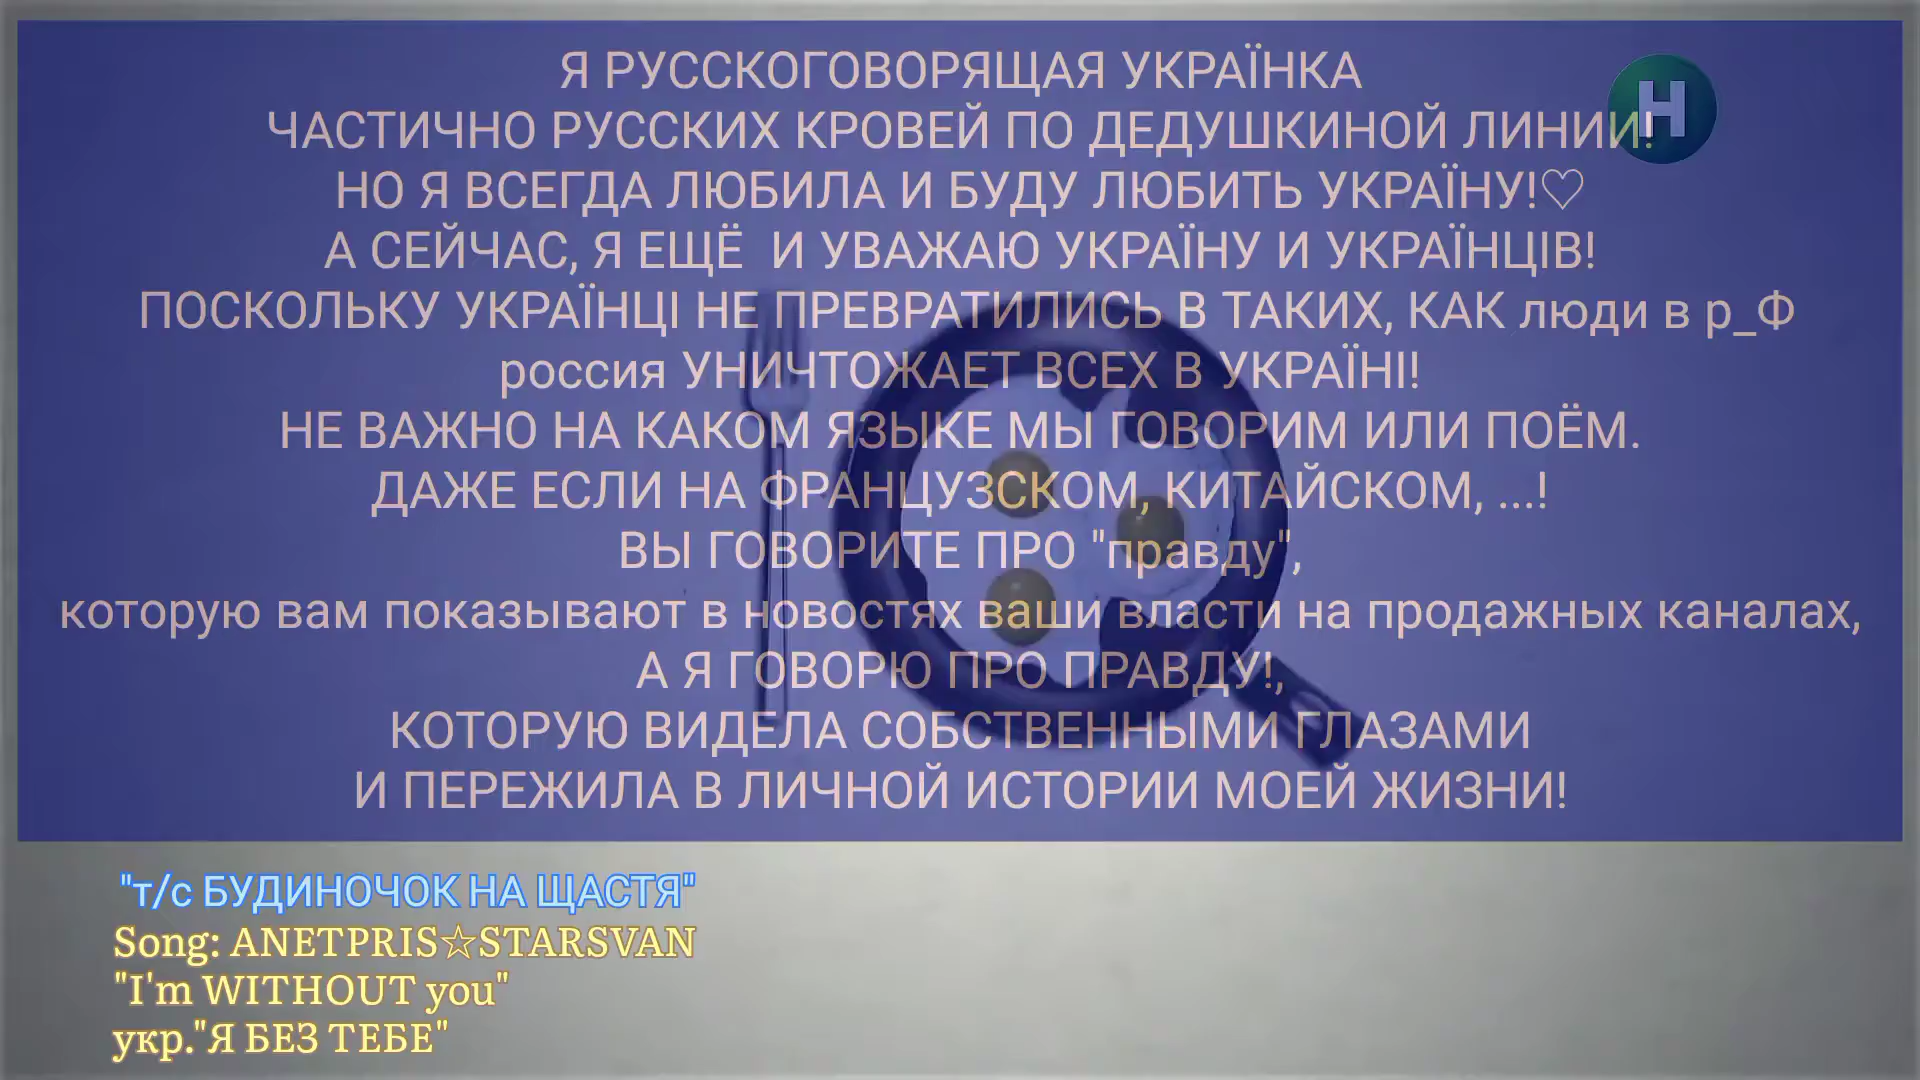 Я РУССКОГОВОРЯЩАЯ УКРАЇНКА
ЧАСТИЧНО РУССКИХ КРОВЕЙ ПО ДЕДУШКИНОЙ ЛИНИИ!
Н
НО Я ВСЕГДА ЛЮБИЛА И БУДУ ЛЮБИТЬ УКРАЇНУ!♡
А СЕЙЧАС, Я ЕЩЁ  И УВАЖАЮ УКРАЇНУ И УКРАЇНЦІВ!
ПОСКОЛЬКУ УКРАЇНЦІ НЕ ПРЕВРАТИЛИСЬ В ТАКИХ, КАК люди в р_Ф
россия УНИЧТОЖАЕТ ВСЕХ В УКРАЇНІ!
НЕ ВАЖНО НА КАКОМ ЯЗЫКЕ МЫ ГОВОРИМ ИЛИ ПОЁМ.
ДАЖЕ ЕСЛИ НА ФРАНЦУЗСКОМ, КИТАЙСКОМ, ...!
ВЫ ГОВОРИТЕ ПРО "правду",
которую вам показывают в новостях ваши власти на продажных каналах,
А Я ГОВОРЮ ПРО ПРАВДУ!,
КОТОРУЮ ВИДЕЛА СОБСТВЕННЫМИ ГЛАЗАМИ
И ПЕРЕЖИЛА В ЛИЧНОЙ ИСТОРИИ МОЕЙ ЖИЗНИ!
"т/с БУДИНОЧОК НА ЩАСТЯ"
Song: ANETPRIS☆STARSVAN
"I'm WITHOUT you"
укр."Я БЕЗ ТЕБЕ"